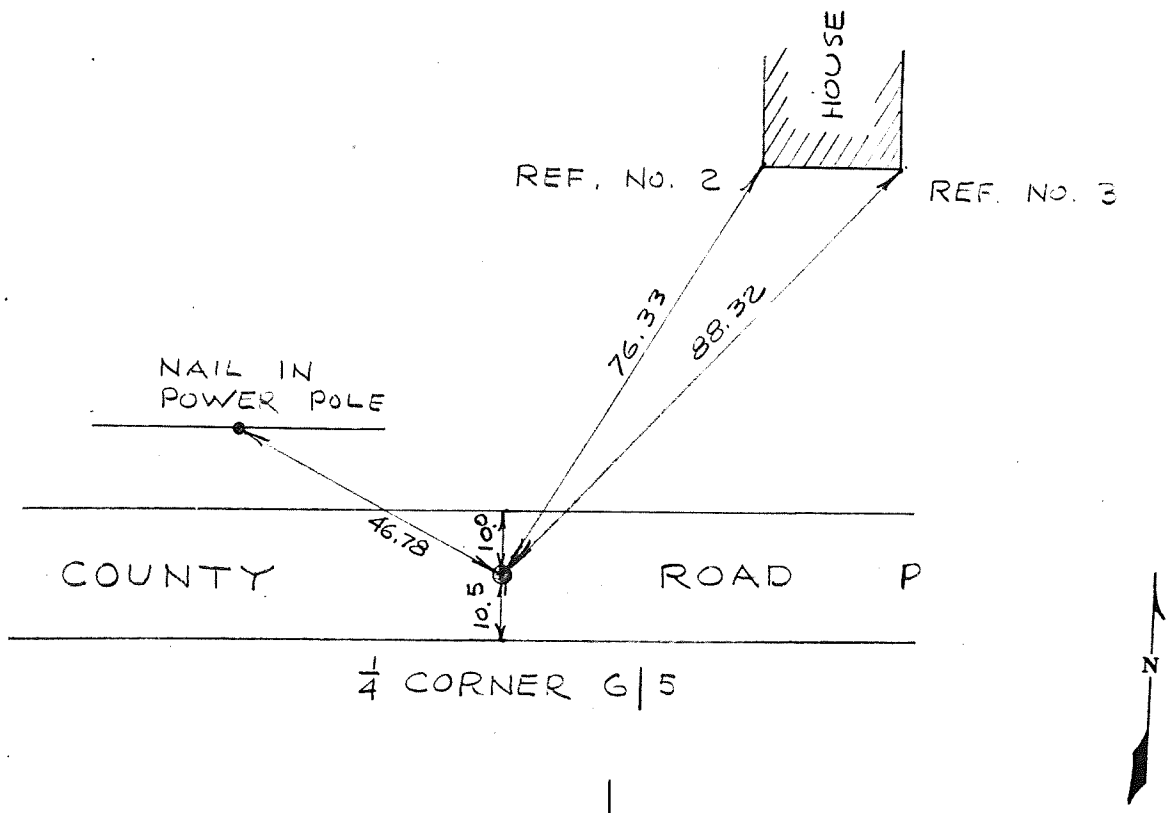 HOUSE
REF. NO. 2
REF. NO. 3
76.33
88.32
NAIL IN
POWER POLE
46.78
10.0
COUNTY ROAD P
10.5
N
1/4 CORNER 6|5